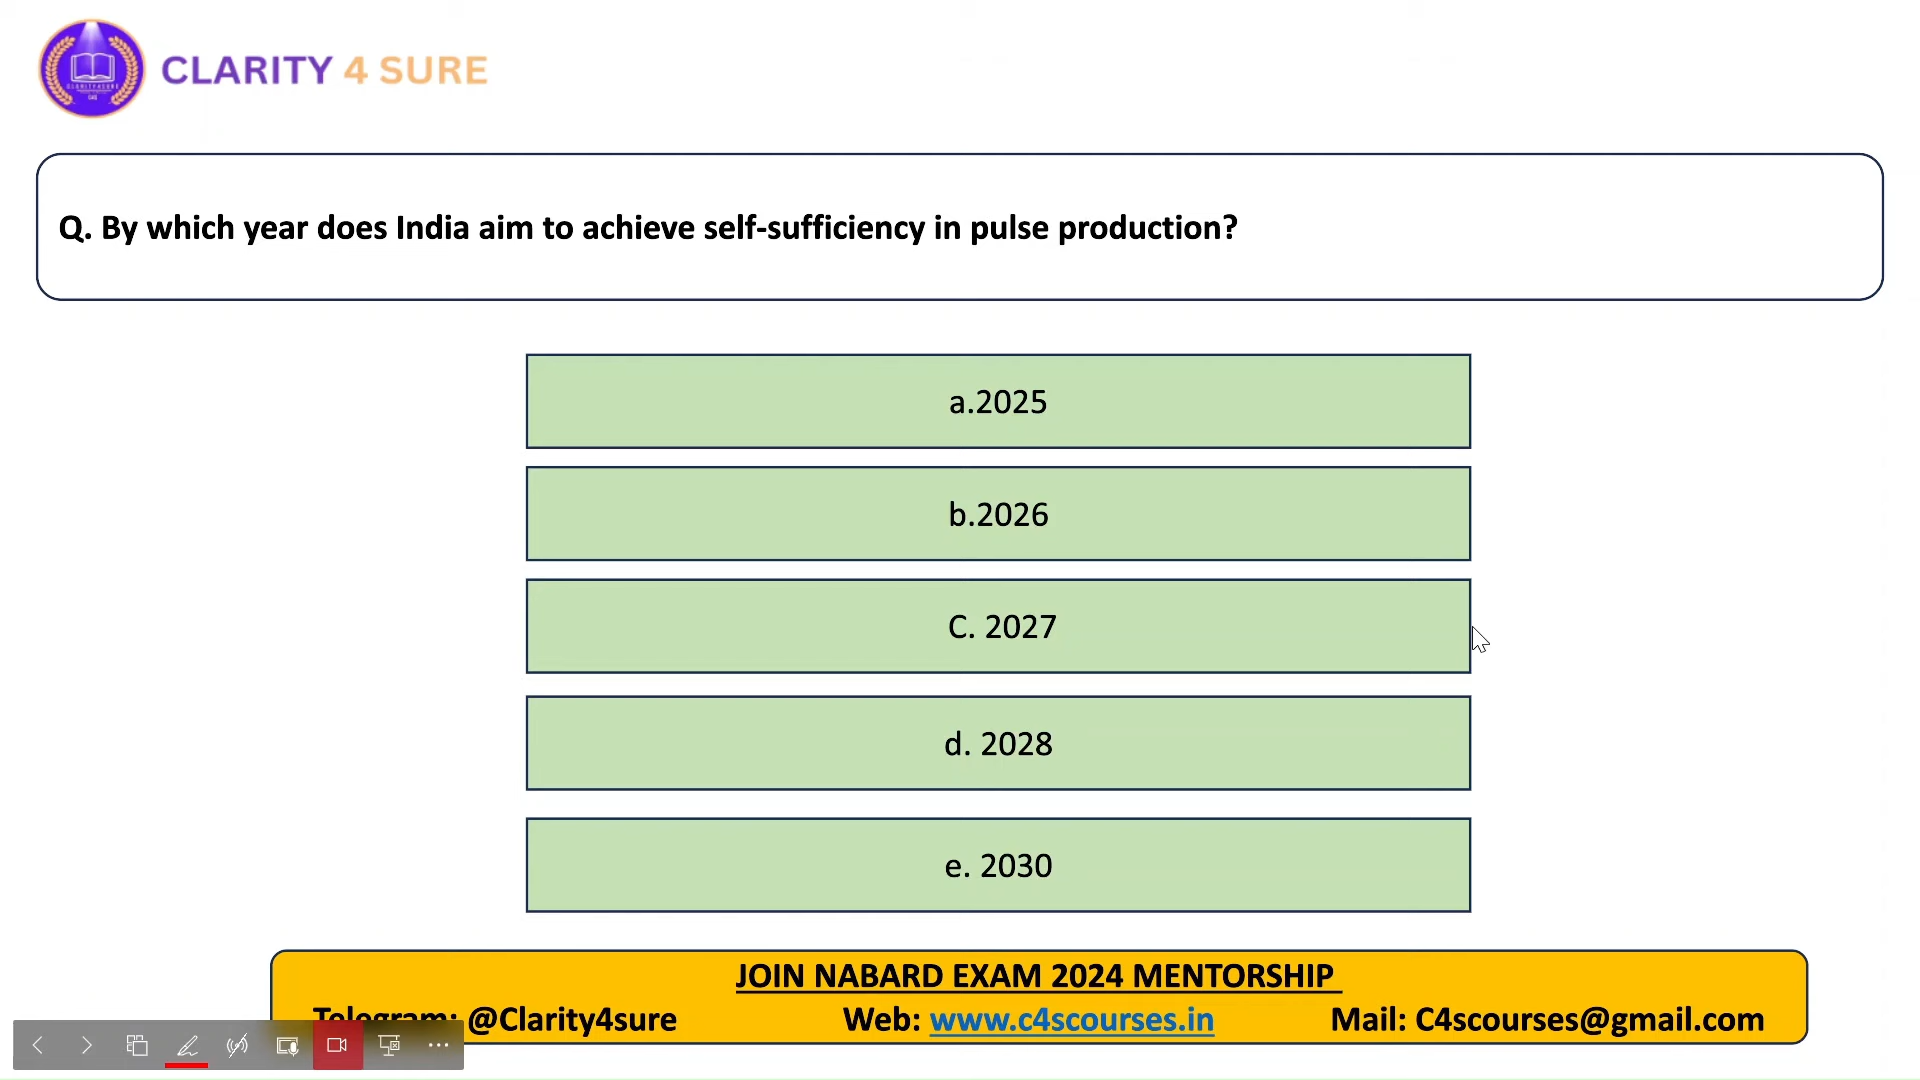 CLARITY 4 SURE
Q. By which year does India aim to achieve self-sufficiency in pulse production?
a.2025
b.2026
C. 2027
d. 2028
e. 2030
JOIN NABARD EXAM 2024 MENTORSHIP
Telegram: @Clarity4sure Web: www.c4scourses.in Mail: C4scourses@gmail.com